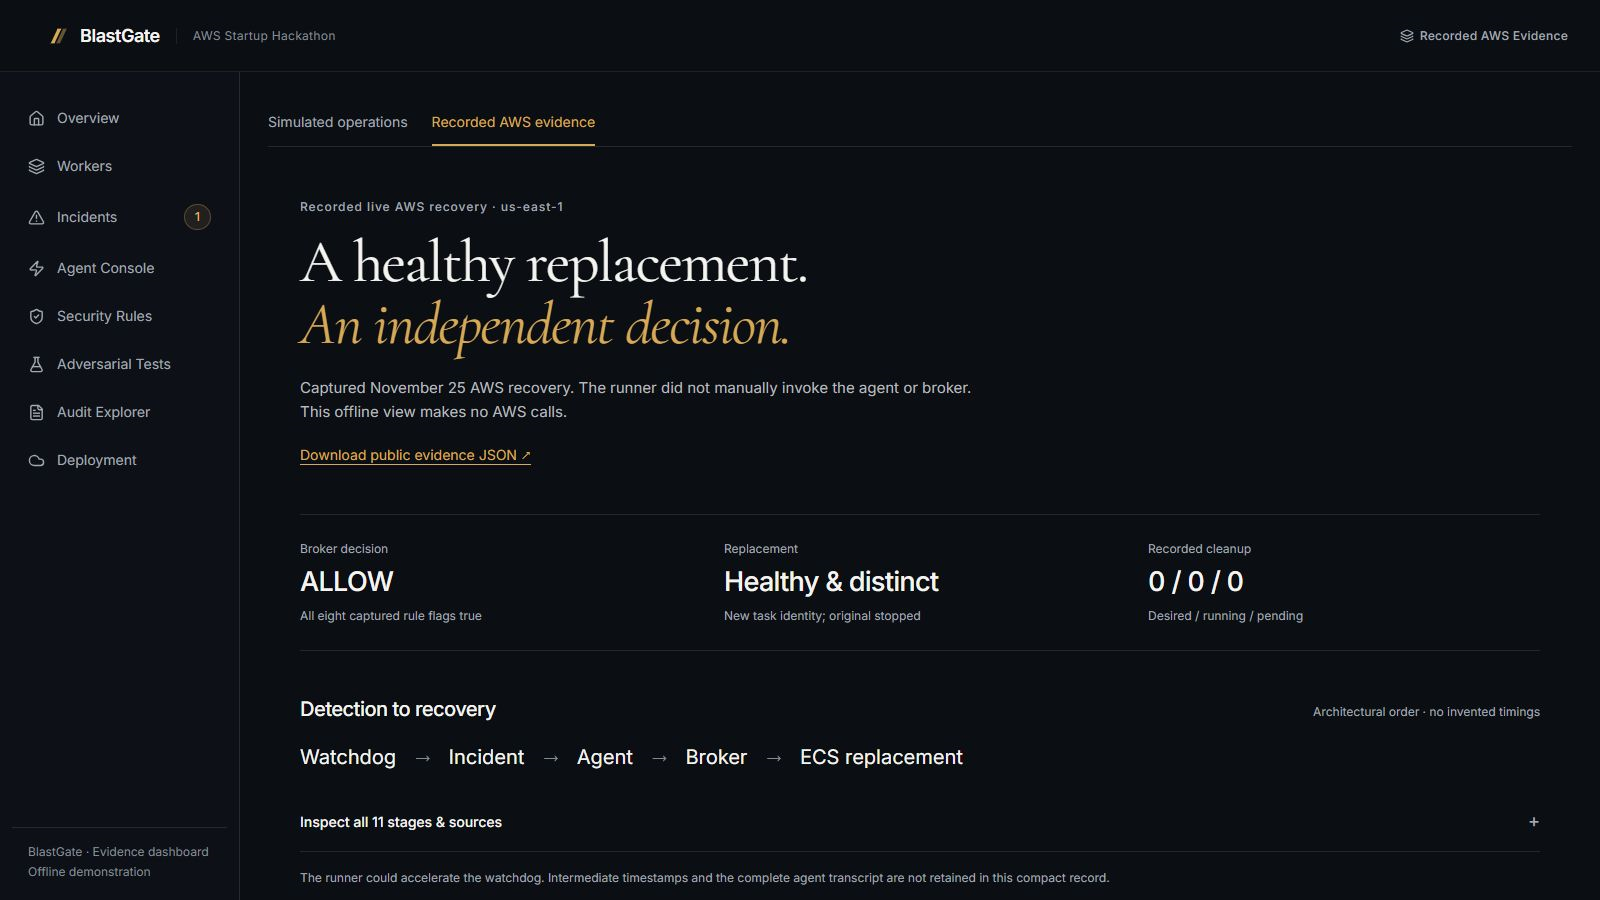 BlastGate
AWS Startup Hackathon
Recorded AWS Evidence
Overview
Workers
Incidents 1
Agent Console
Security Rules
Adversarial Tests
Audit Explorer
Deployment
BlastGate · Evidence dashboard
Offline demonstration
Simulated operations
Recorded AWS evidence
Recorded live AWS recovery · us-east-1
A healthy replacement.
An independent decision.
Captured November 25 AWS recovery. The runner did not manually invoke the agent or broker.
This offline view makes no AWS calls.
Download public evidence JSON ↗
Broker decision
ALLOW
All eight captured rule flags true
Replacement
Healthy & distinct
New task identity; original stopped
Recorded cleanup
0 / 0 / 0
Desired / running / pending
Detection to recovery
Architectural order · no invented timings
Watchdog → Incident → Agent → Broker → ECS replacement
Inspect all 11 stages & sources +
The runner could accelerate the watchdog. Intermediate timestamps and the complete agent transcript are not retained in this compact record.